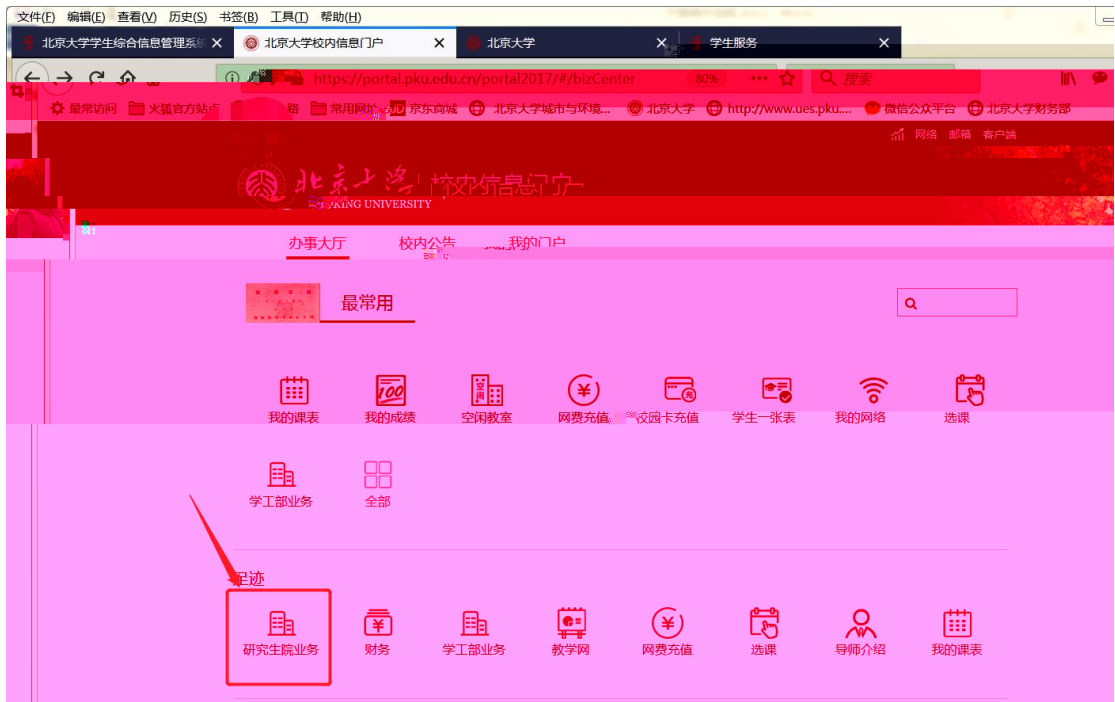 文件(F) 编辑(E) 查看(V) 历史(S) 书签(B) 工具(T) 帮助(H)
北京大学学生综合信息管理系统 北京大学校内信息门户 北京大学 学生服务
https://portal.pku.edu.cn/portal2017/#/bizCenter 80% 搜索
最常访问 火狐官方站点 常用网址 JD 京东商城 北京大学城市与环境... 北京大学 http://www.ues.pku.... 微信公众平台 北京大学财务部
网络 邮箱 客户端
北京大学 校内信息门户
PEKING UNIVERSITY
办事大厅 校内公告 我的门户
最常用
我的课表 我的成绩 空闲教室 网费充值 校园卡充值 学生一张表 我的网络 选课
学工部业务 全部
足迹
研究生院业务 财务 学工部业务 教学网 网费充值 选课 导师介绍 我的课表